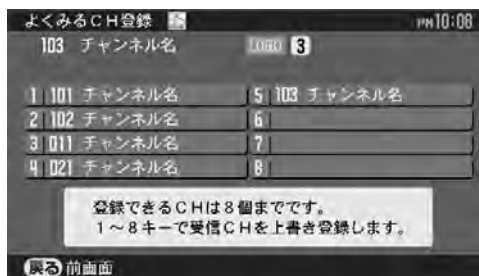 よくみるCH登録 PM10:08
103 チャンネル名 LOGO 3
1 101 チャンネル名 5 103 チャンネル名
2 102 チャンネル名 6
3 011 チャンネル名 7
4 021 チャンネル名 8
登録できるCHは8個までです。
1～8キーで受信CHを上書き登録します。
戻る 前画面